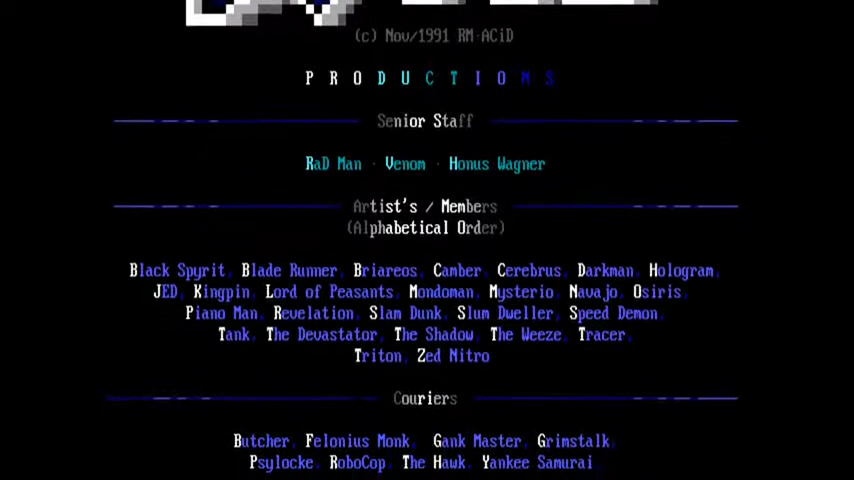 (c) Nov/1991 RM-ACiD
P R O D U C T I O N S
Senior Staff
RaD Man · Venom · Honus Wagner
Artist's / Members
(Alphabetical Order)
Black Spyrit, Blade Runner, Briareos, Camber, Cerebrus, Darkman, Hologram,
JED, Kingpin, Lord of Peasants, Mondoman, Mysterio, Navajo, Osiris,
Piano Man, Revelation, Slam Dunk, Slum Dweller, Speed Demon,
Tank, The Devastator, The Shadow, The Weeze, Tracer,
Triton, Zed Nitro
Couriers
Butcher, Felonius Monk, Gank Master, Grimstalk,
Psylocke, RoboCop, The Hawk, Yankee Samurai